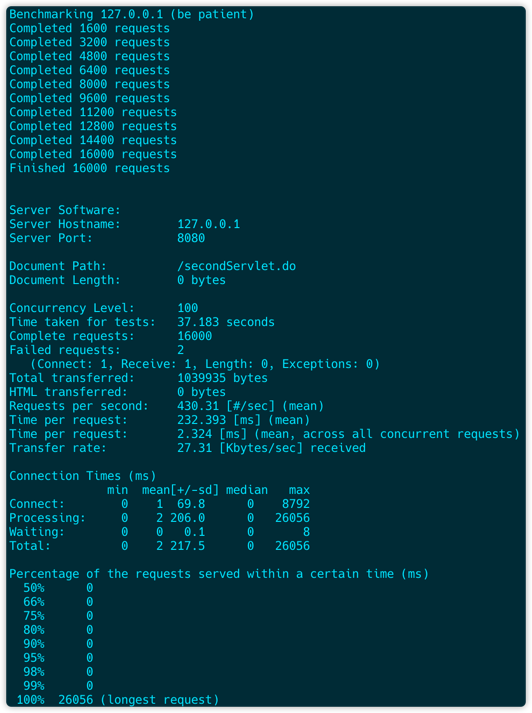 Benchmarking 127.0.0.1 (be patient)
Completed 1600 requests
Completed 3200 requests
Completed 4800 requests
Completed 6400 requests
Completed 8000 requests
Completed 9600 requests
Completed 11200 requests
Completed 12800 requests
Completed 14400 requests
Completed 16000 requests
Finished 16000 requests
Server Software:
Server Hostname:        127.0.0.1
Server Port:            8080
Document Path:          /secondServlet.do
Document Length:        0 bytes
Concurrency Level:      100
Time taken for tests:   37.183 seconds
Complete requests:      16000
Failed requests:        2
   (Connect: 1, Receive: 1, Length: 0, Exceptions: 0)
Total transferred:      1039935 bytes
HTML transferred:       0 bytes
Requests per second:    430.31 [#/sec] (mean)
Time per request:       232.393 [ms] (mean)
Time per request:       2.324 [ms] (mean, across all concurrent requests)
Transfer rate:          27.31 [Kbytes/sec] received
Connection Times (ms)
              min  mean[+/-sd] median   max
Connect:        0    1  69.8      0    8792
Processing:     0    2 206.0      0   26056
Waiting:        0    0   0.1      0       8
Total:          0    2 217.5      0   26056
Percentage of the requests served within a certain time (ms)
  50%      0
  66%      0
  75%      0
  80%      0
  90%      0
  95%      0
  98%      0
  99%      0
 100%  26056 (longest request)